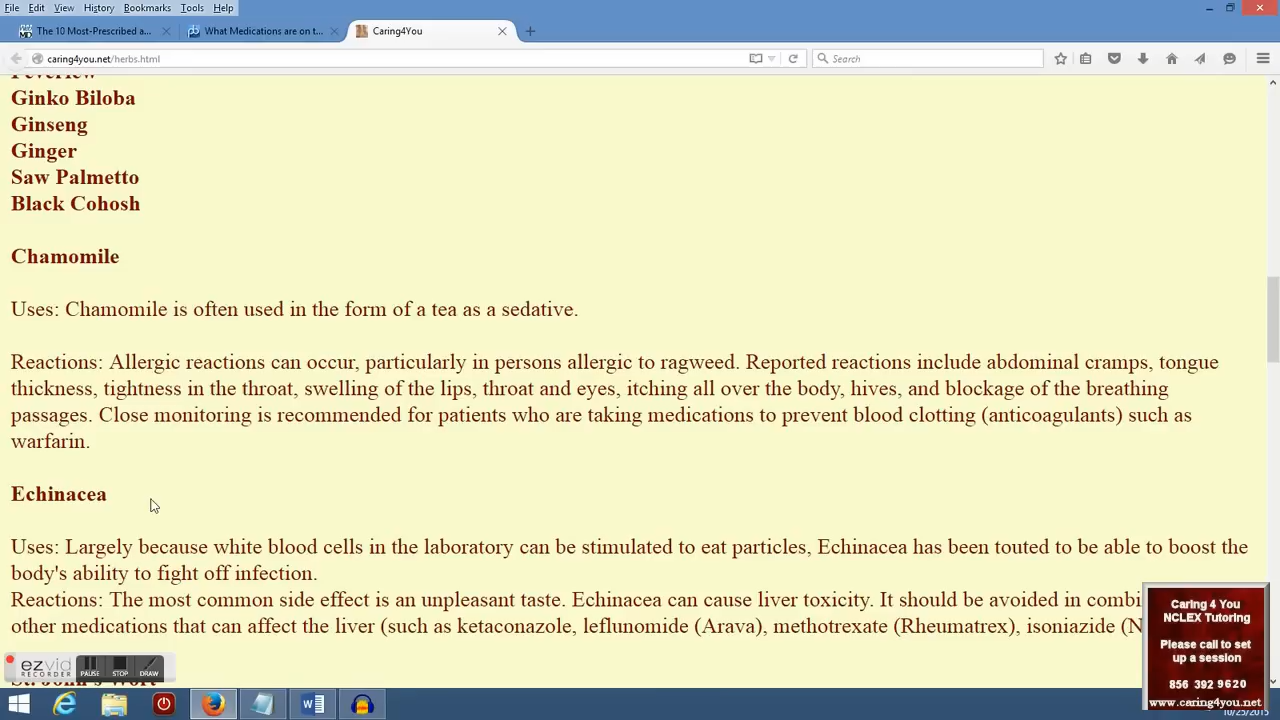 File Edit View History Bookmarks Tools Help
The 10 Most-Prescribed a...
What Medications are on t...
Caring4You
caring4you.net/herbs.html
Search
Feverfew
Ginko Biloba
Ginseng
Ginger
Saw Palmetto
Black Cohosh
Chamomile
Uses: Chamomile is often used in the form of a tea as a sedative.
Reactions: Allergic reactions can occur, particularly in persons allergic to ragweed. Reported reactions include abdominal cramps, tongue
thickness, tightness in the throat, swelling of the lips, throat and eyes, itching all over the body, hives, and blockage of the breathing
passages. Close monitoring is recommended for patients who are taking medications to prevent blood clotting (anticoagulants) such as
warfarin.
Echinacea
Uses: Largely because white blood cells in the laboratory can be stimulated to eat particles, Echinacea has been touted to be able to boost the
body's ability to fight off infection.
Reactions: The most common side effect is an unpleasant taste. Echinacea can cause liver toxicity. It should be avoided in combi
other medications that can affect the liver (such as ketaconazole, leflunomide (Arava), methotrexate (Rheumatrex), isoniazide (N
St. John's Wort
ezvid
RECORDER
PAUSE
STOP
DRAW
Caring 4 You
NCLEX Tutoring
Please call to set
up a session
856 392 9620
www.caring4you.net
10/25/2015